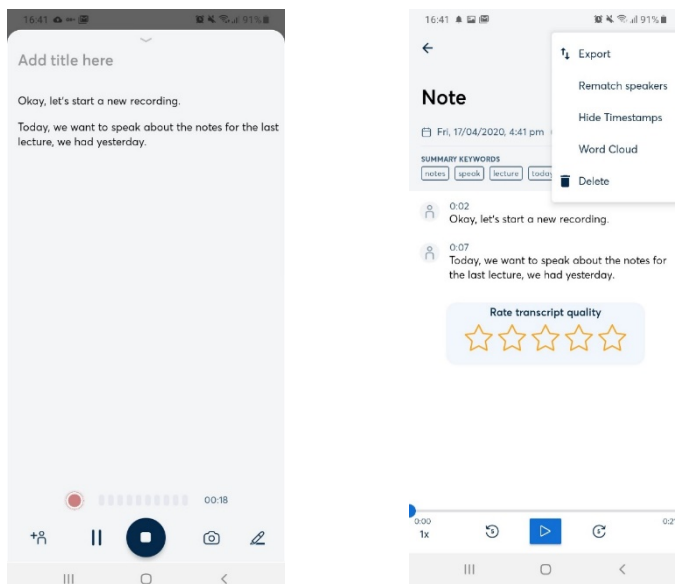 16:41
91%
Add title here
Okay, let's start a new recording.
Today, we want to speak about the notes for the last
lecture, we had yesterday.
00:18
16:41
91%
Export
Rematch speakers
Hide Timestamps
Word Cloud
Delete
Note
Fri, 17/04/2020, 4:41 pm
SUMMARY KEYWORDS
notes speak lecture
0:02
Okay, let's start a new recording.
0:07
Today, we want to speak about the notes for
the last lecture, we had yesterday.
Rate transcript quality
0:00
1x
5
5